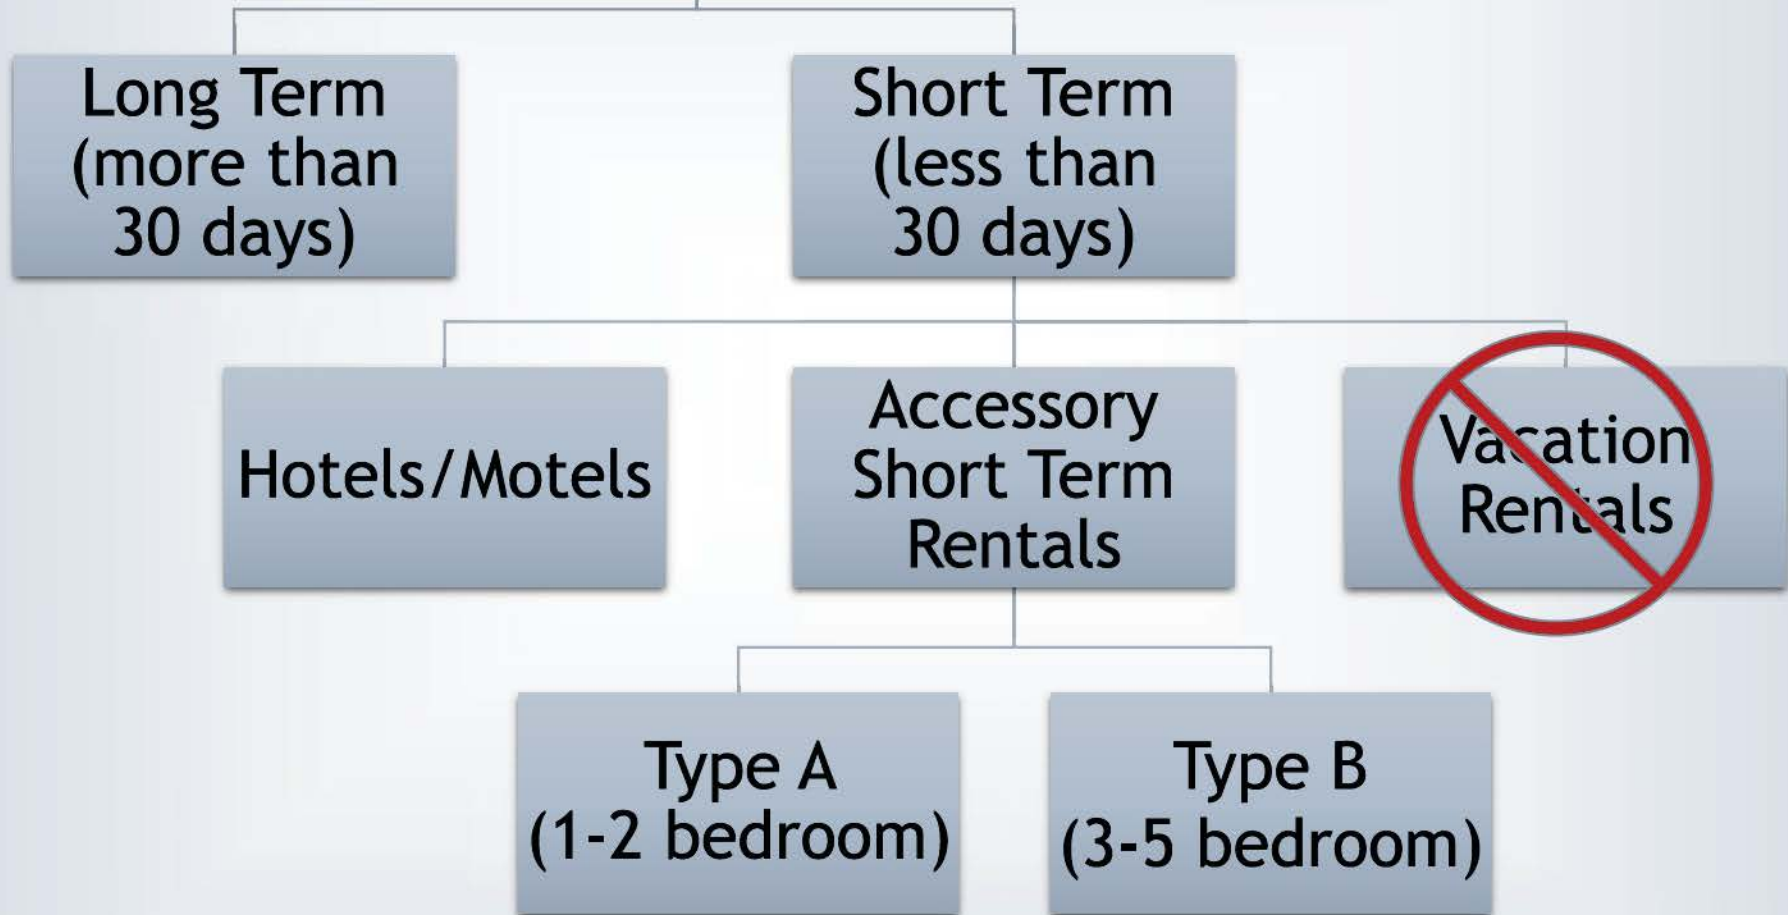 Long Term
(more than
30 days)
Short Term
(less than
30 days)
Hotels/Motels
Accessory
Short Term
Rentals
Vacation
Rentals
Type A
(1-2 bedroom)
Type B
(3-5 bedroom)